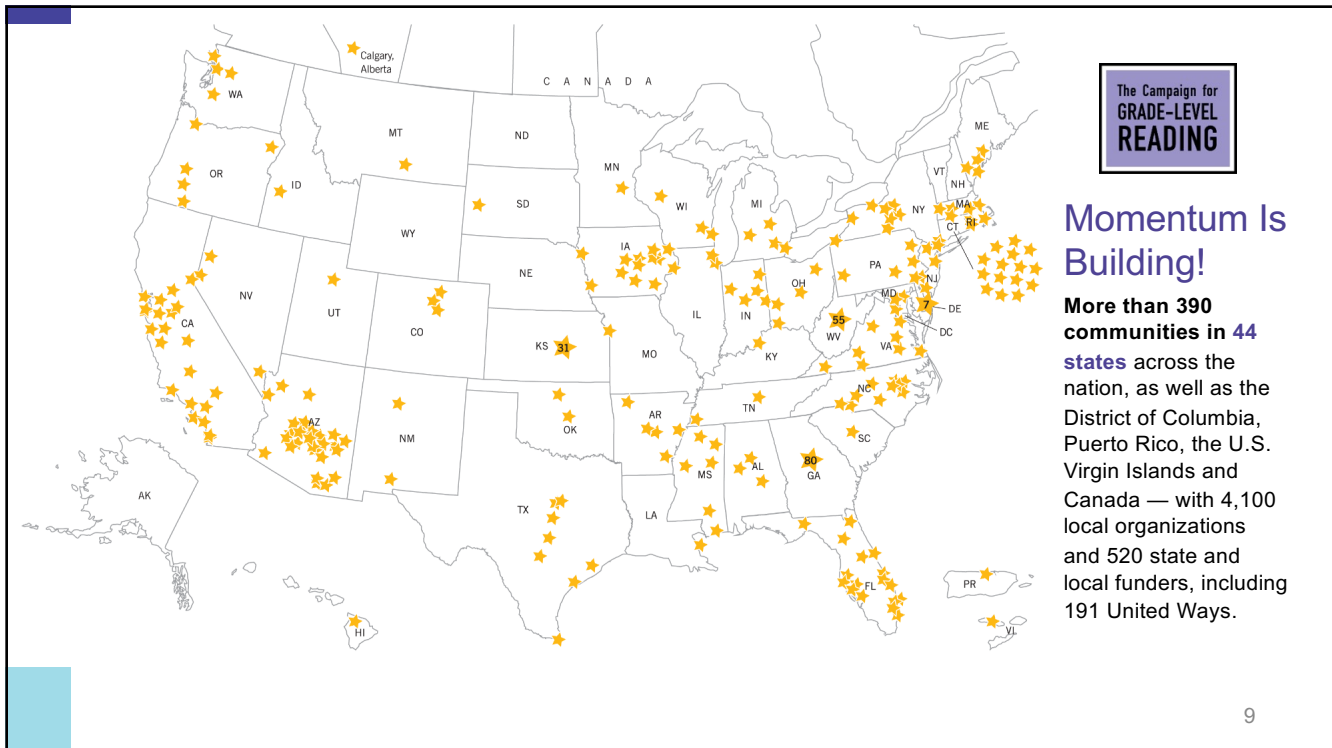 Calgary,
Alberta
C A N A D A
WA
MT
ND
MN
ME
VT
NH
OR
ID
SD
WI
MI
NY
MA
RI
CT
WY
IA
NE
PA
NJ
OH
MD
7
DE
NV
UT
CO
IL
IN
55
WV
DC
CA
KS
31
MO
KY
VA
NC
TN
AZ
NM
OK
AR
SC
80
GA
MS
AL
AK
TX
LA
FL
PR
HI
VI
The Campaign for
GRADE-LEVEL
READING
Momentum Is
Building!
More than 390
communities in 44
states across the
nation, as well as the
District of Columbia,
Puerto Rico, the U.S.
Virgin Islands and
Canada — with 4,100
local organizations
and 520 state and
local funders, including
191 United Ways.
9